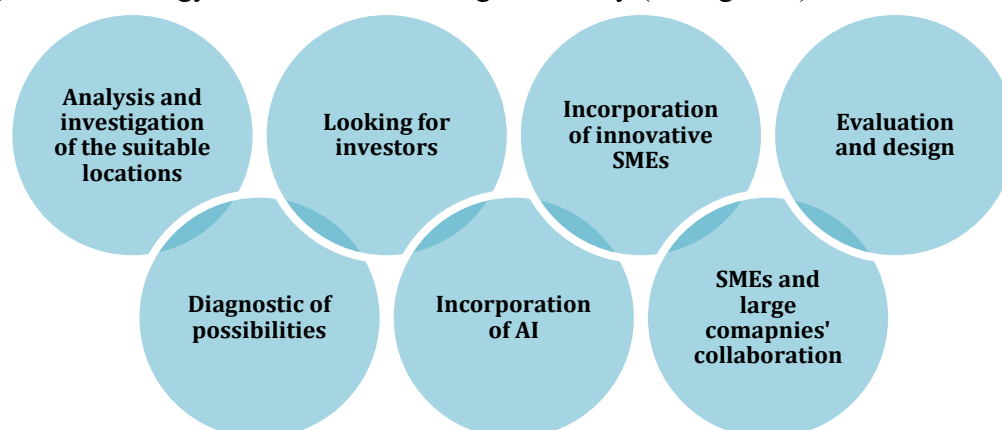 Analysis and
investigation
of the suitable
locations
Looking for
investors
Incorporation
of innovative
SMEs
Evaluation
and design
Diagnostic of
possibilities
Incorporation
of AI
SMEs and
large
comapnies'
collaboration